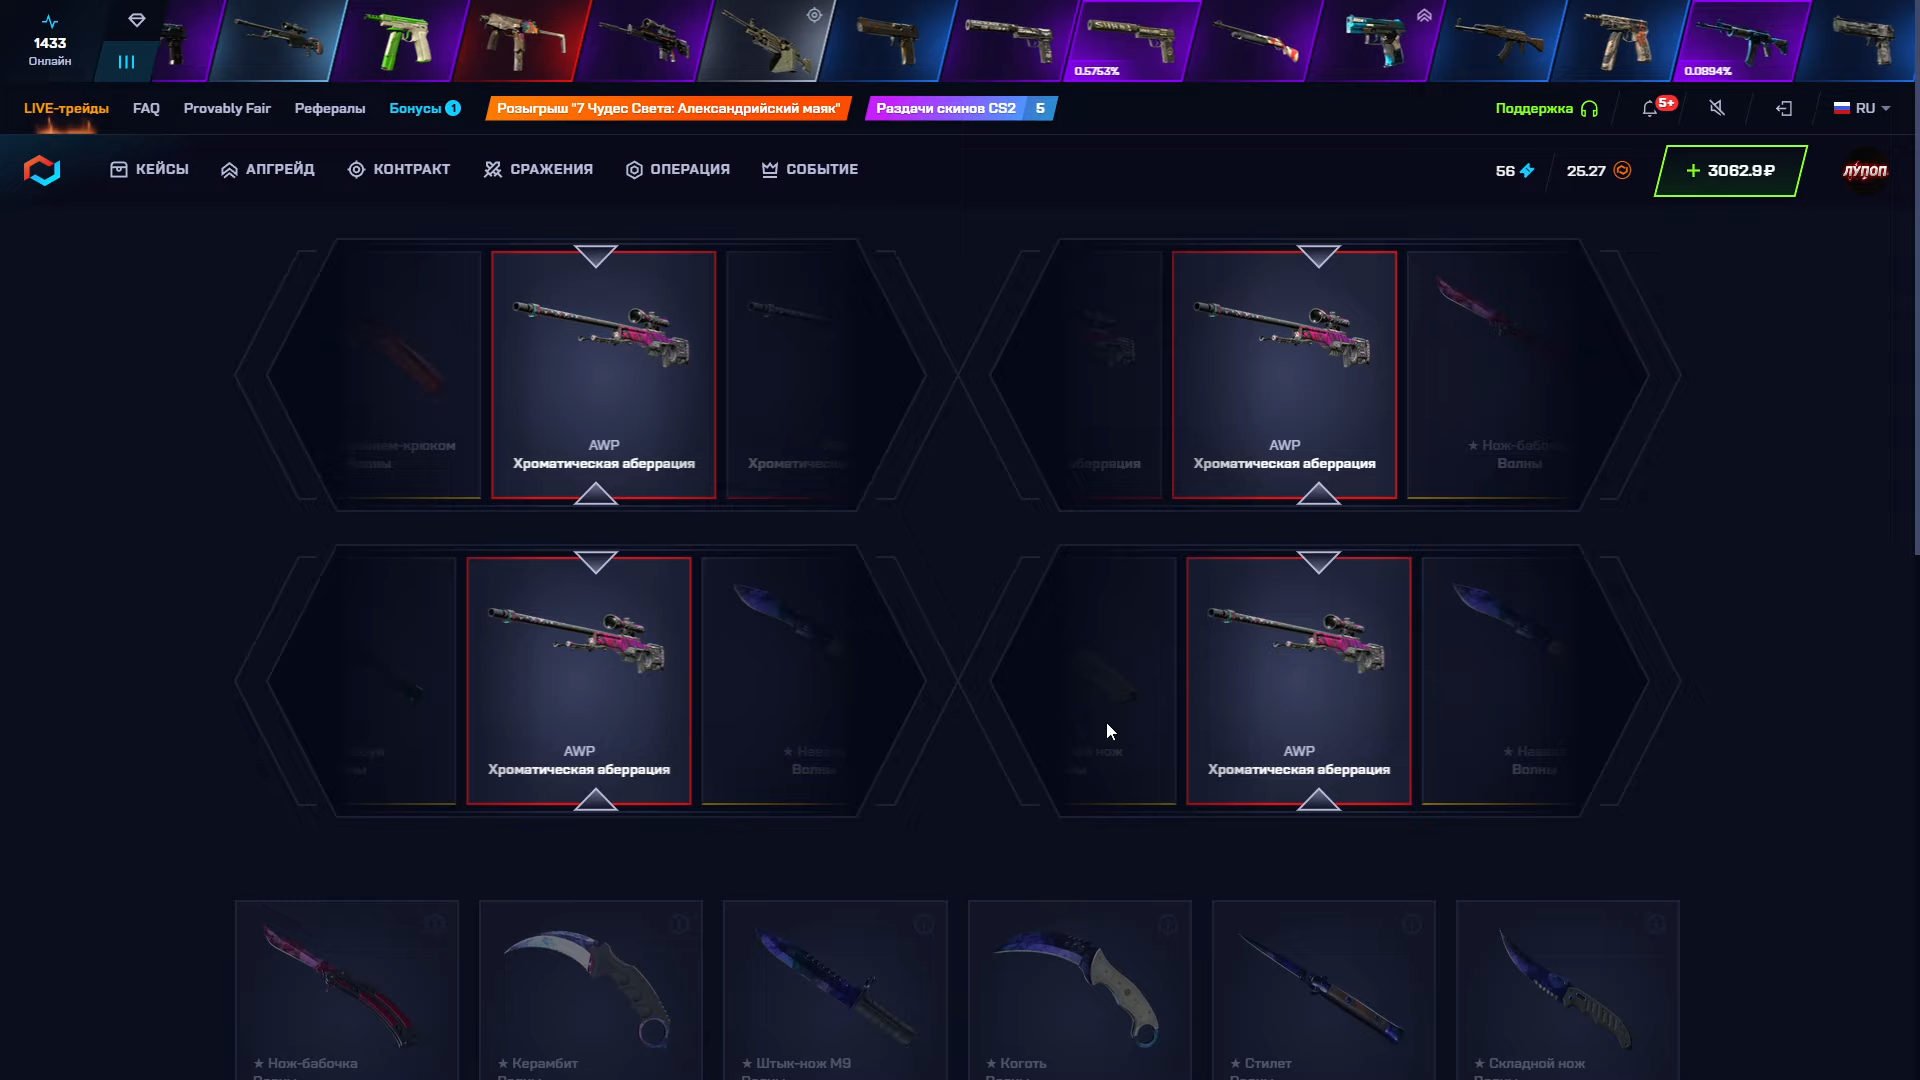 1433
Онлайн
0.5753%
0.0894%
LIVE-трейды
FAQ
Provably Fair
Рефералы
Бонусы 1
Розыгрыш "7 Чудес Света: Александрийский маяк"
Раздачи скинов CS2 5
Поддержка
5+
RU
КЕЙСЫ
АПГРЕЙД
КОНТРАКТ
СРАЖЕНИЯ
ОПЕРАЦИЯ
СОБЫТИЕ
56
25.27
+ 3062.9₽
ЛУПОП
AWP
Хроматическая аберрация
AWP
Хроматическая аберрация
★ Нож-бабо
Волны
AWP
Хроматическая аберрация
AWP
Хроматическая аберрация
Волны
★ Нож-бабочка
★ Керамбит
★ Штык-нож M9
★ Коготь
★ Стилет
★ Складной нож